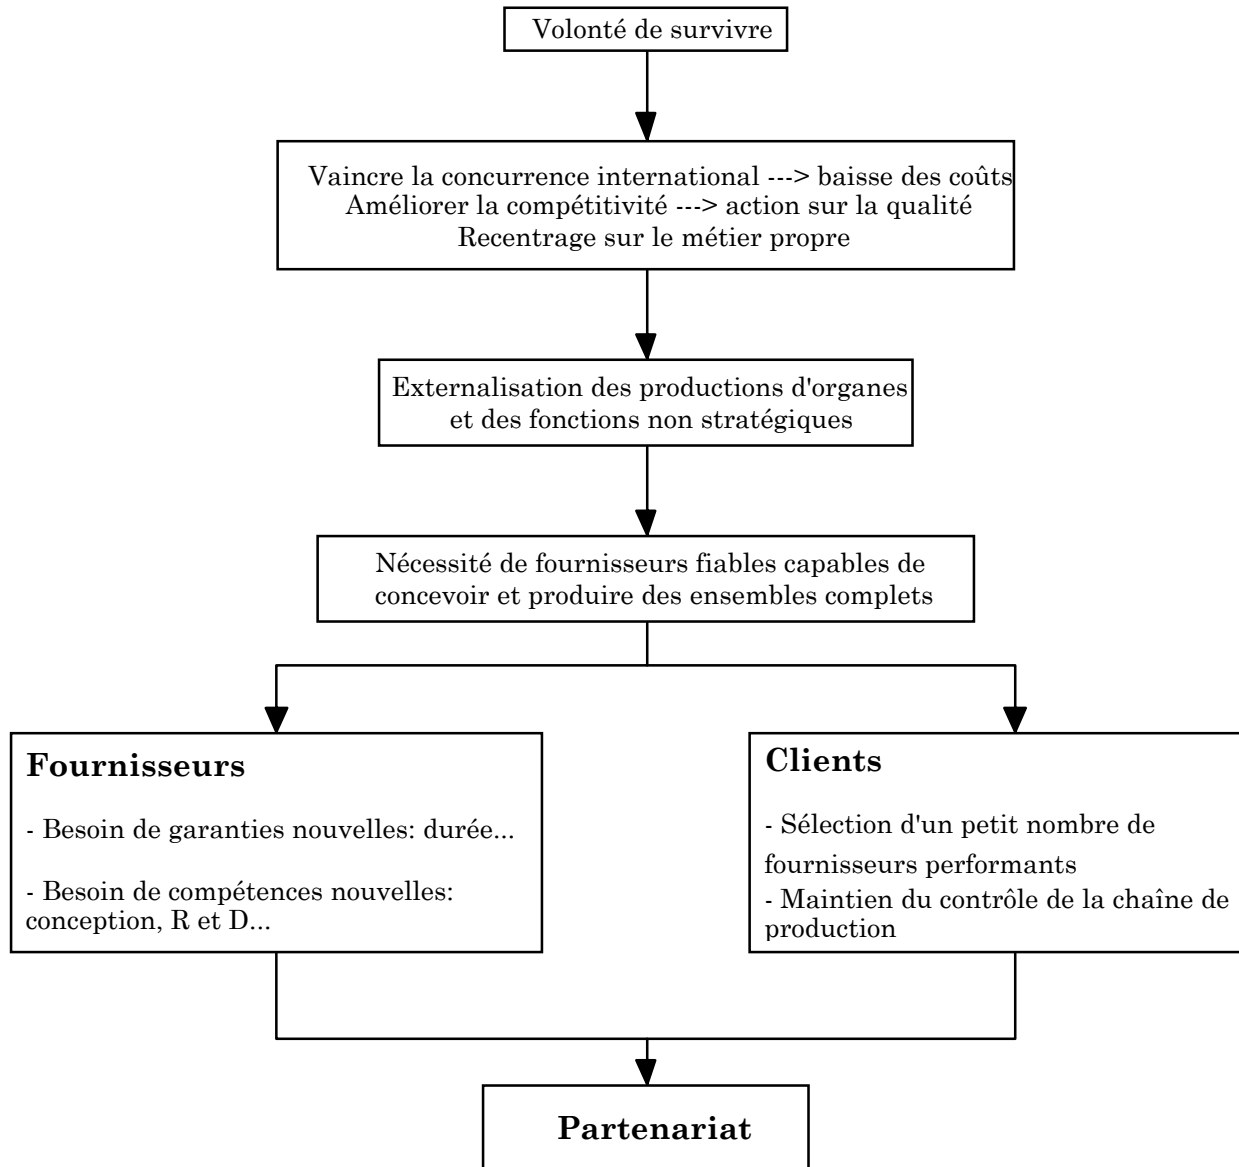 Volonté de survivre
Vaincre la concurrence international ---> baisse des coûts
Améliorer la compétitivité ---> action sur la qualité
Recentrage sur le métier propre
Externalisation des productions d'organes
et des fonctions non stratégiques
Nécessité de fournisseurs fiables capables de
concevoir et produire des ensembles complets
Fournisseurs
- Besoin de garanties nouvelles: durée...
- Besoin de compétences nouvelles:
conception, R et D...
Clients
- Sélection d'un petit nombre de
fournisseurs performants
- Maintien du contrôle de la chaîne de
production
Partenariat